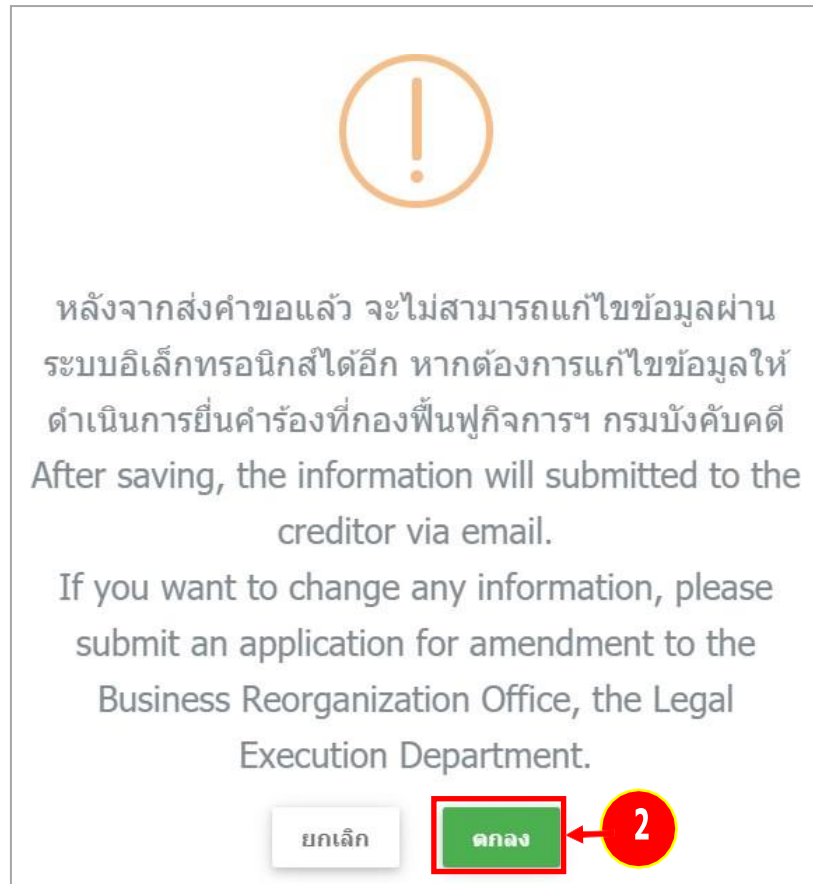 หลังจากส่งคำขอแล้ว จะไม่สามารถแก้ไขข้อมูลผ่าน
ระบบอิเล็กทรอนิกส์ได้อีก หากต้องการแก้ไขข้อมูลให้
ดำเนินการยื่นคำร้องที่กองฟื้นฟูกิจการฯ กรมบังคับคดี
After saving, the information will submitted to the
creditor via email.
If you want to change any information, please
submit an application for amendment to the
Business Reorganization Office, the Legal
Execution Department.
ยกเลิก ตกลง 2